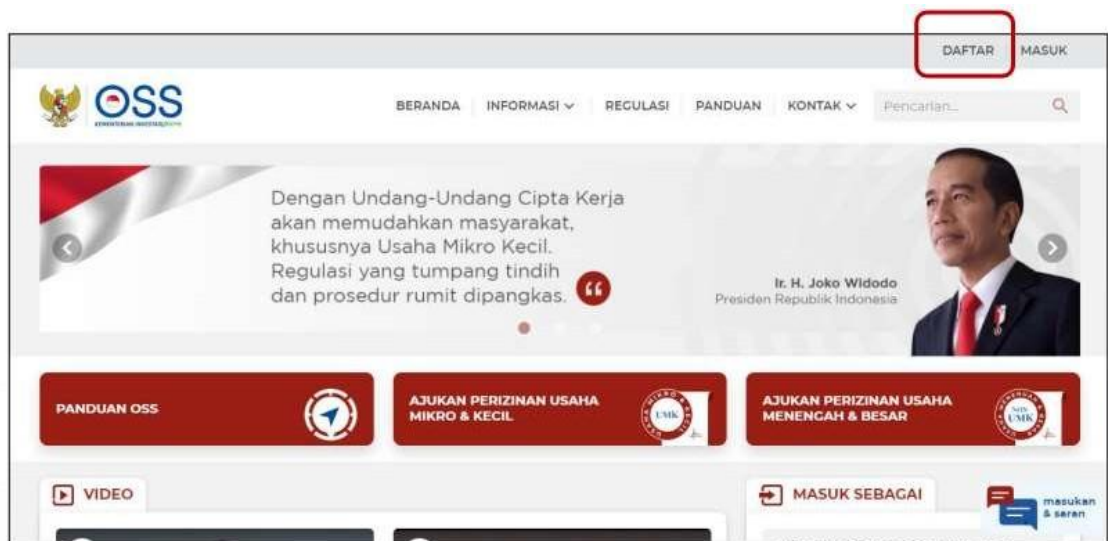 DAFTAR MASUK
OSS
BERANDA INFORMASI REGULASI PANDUAN KONTAK Pencarian...
Dengan Undang-Undang Cipta Kerja
akan memudahkan masyarakat,
khususnya Usaha Mikro Kecil.
Regulasi yang tumpang tindih
dan prosedur rumit dipangkas.
Ir. H. Joko Widodo
Presiden Republik Indonesia
PANDUAN OSS
AJUKAN PERIZINAN USAHA
MIKRO & KECIL
UMK
AJUKAN PERIZINAN USAHA
MENENGAH & BESAR
NON
UMK
VIDEO
MASUK SEBAGAI
masukan
& saran